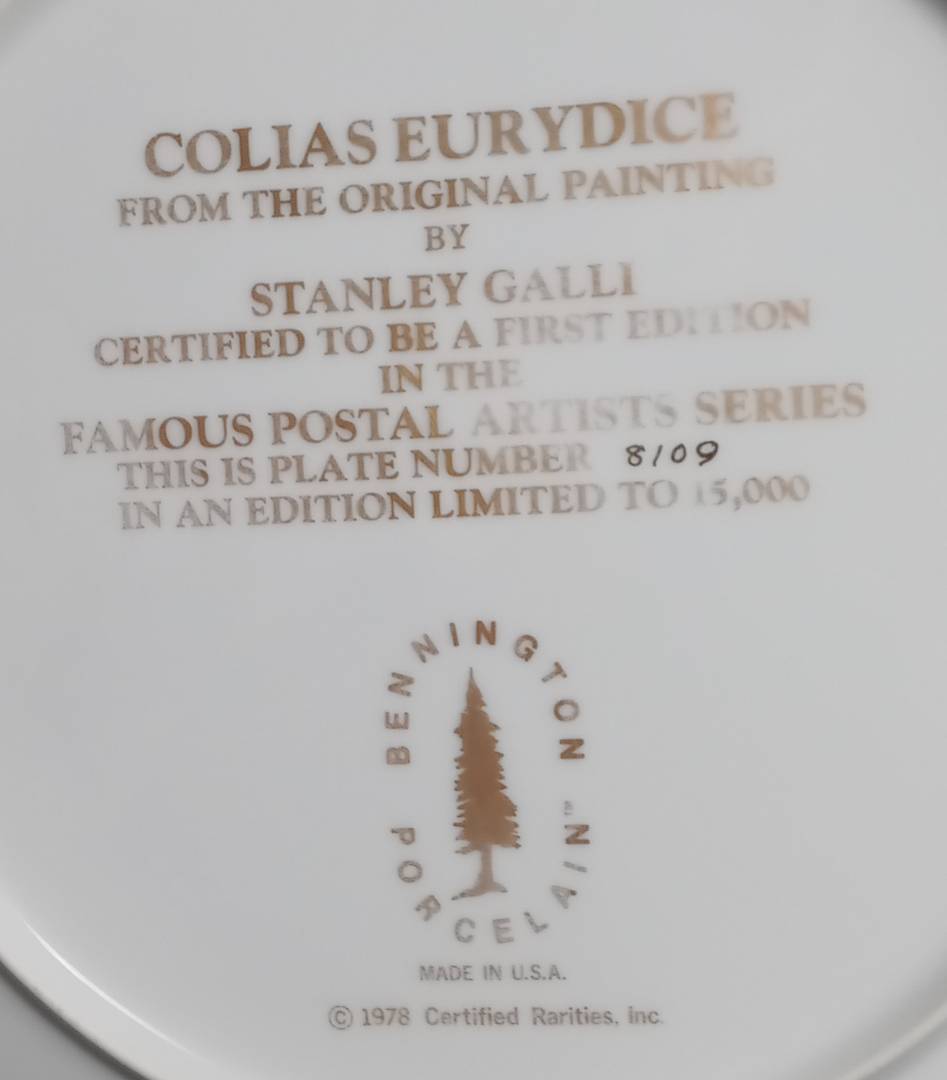 COLIAS EURYDICE
FROM THE ORIGINAL PAINTING
BY
STANLEY GALLI
CERTIFIED TO BE A FIRST EDITION
IN THE
FAMOUS POSTAL ARTISTS SERIES
THIS IS PLATE NUMBER 8109
IN AN EDITION LIMITED TO 15,000
BENNINGTON
PORCELAIN™
MADE IN U.S.A.
© 1978 Certified Rarities, Inc.